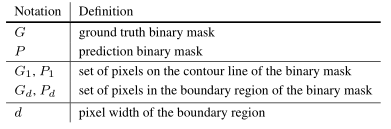 Notation Definition
G ground truth binary mask
P prediction binary mask
G₁, P₁ set of pixels on the contour line of the binary mask
G_d, P_d set of pixels in the boundary region of the binary mask
d pixel width of the boundary region